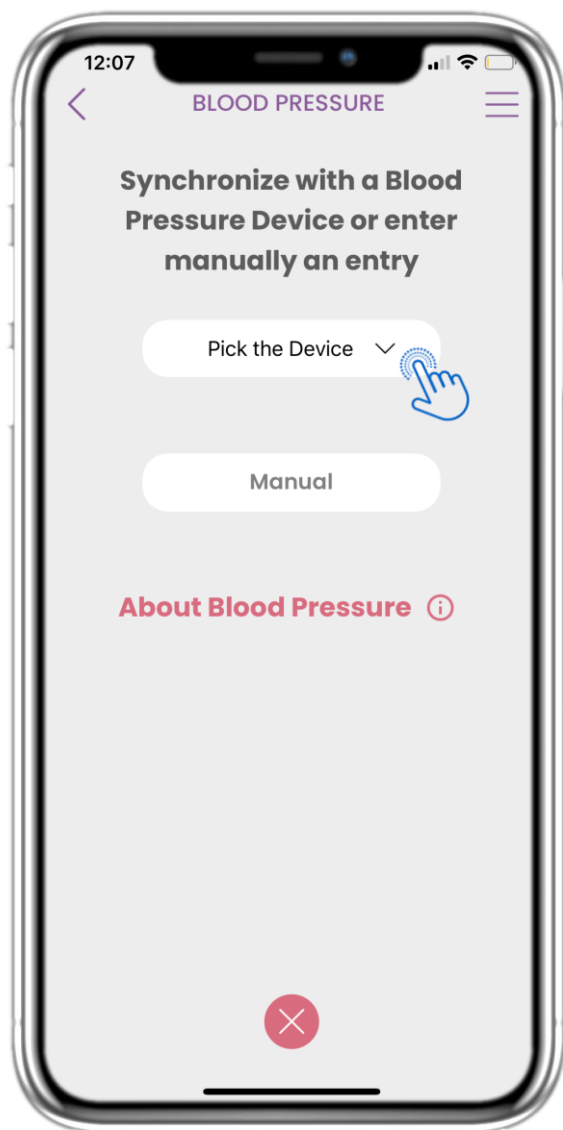 12:07
BLOOD PRESSURE
Synchronize with a Blood
Pressure Device or enter
manually an entry
Pick the Device
Manual
About Blood Pressure